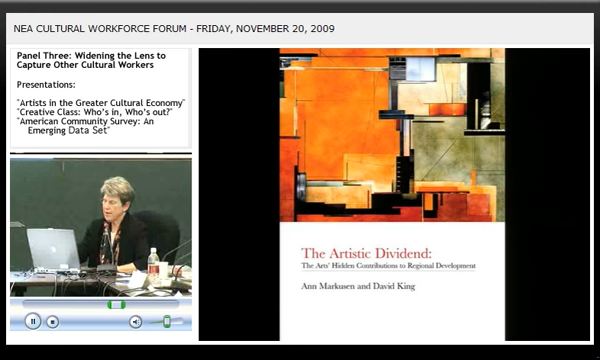 NEA CULTURAL WORKFORCE FORUM - FRIDAY, NOVEMBER 20, 2009
Panel Three: Widening the Lens to
Capture Other Cultural Workers
Presentations:
"Artists in the Greater Cultural Economy"
"Creative Class: Who's in, Who's out?"
"American Community Survey: An
Emerging Data Set"
The Artistic Dividend:
The Arts' Hidden Contributions to Regional Development
Ann Markusen and David King